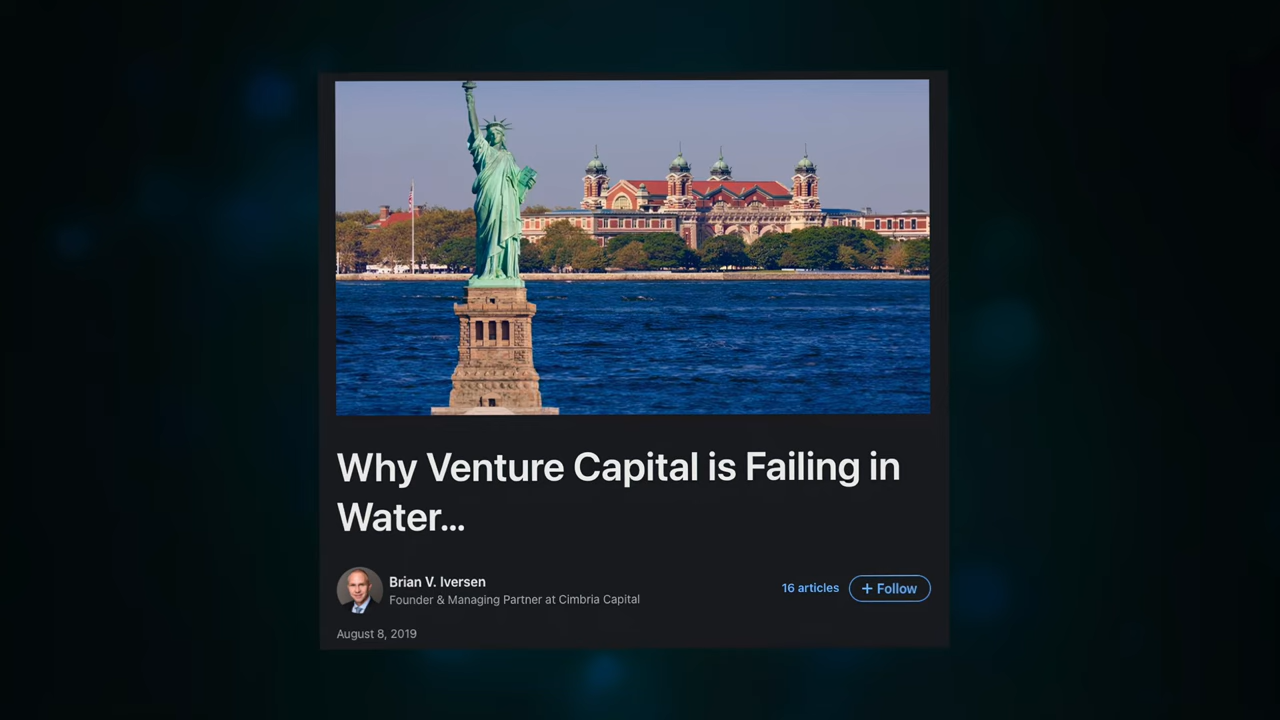 Why Venture Capital is Failing in
Water...
Brian V. Iversen
Founder & Managing Partner at Cimbria Capital
16 articles
+ Follow
August 8, 2019